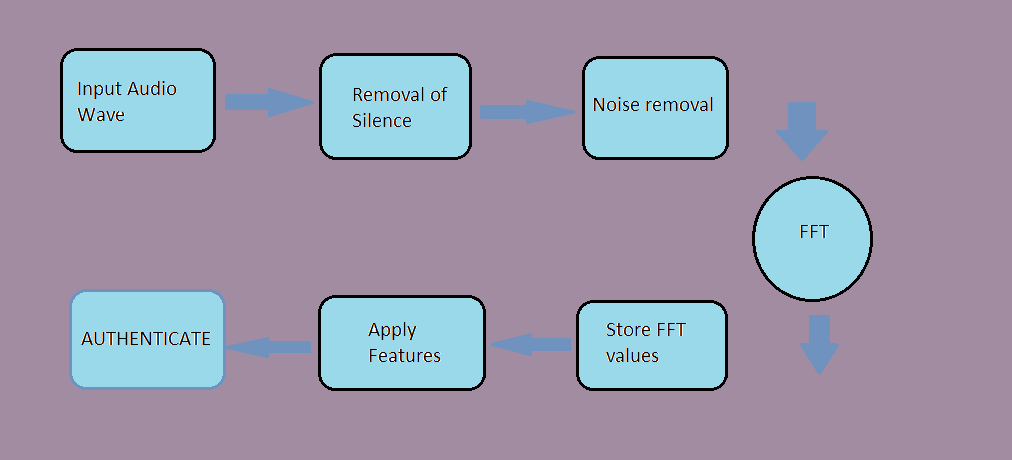 Input Audio
Wave
Removal of
Silence
Noise removal
FFT
Store FFT
values
Apply
Features
AUTHENTICATE